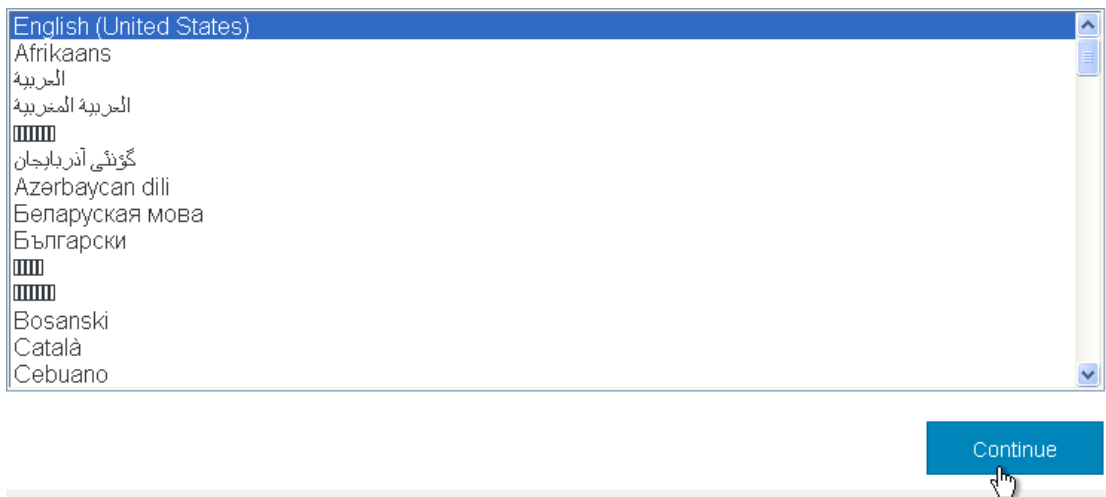 English (United States)
Afrikaans
العربية
العربية المغربية
گؤنئی آذربایجان
Azərbaycan dili
Беларуская мова
Български
Bosanski
Català
Cebuano
Continue